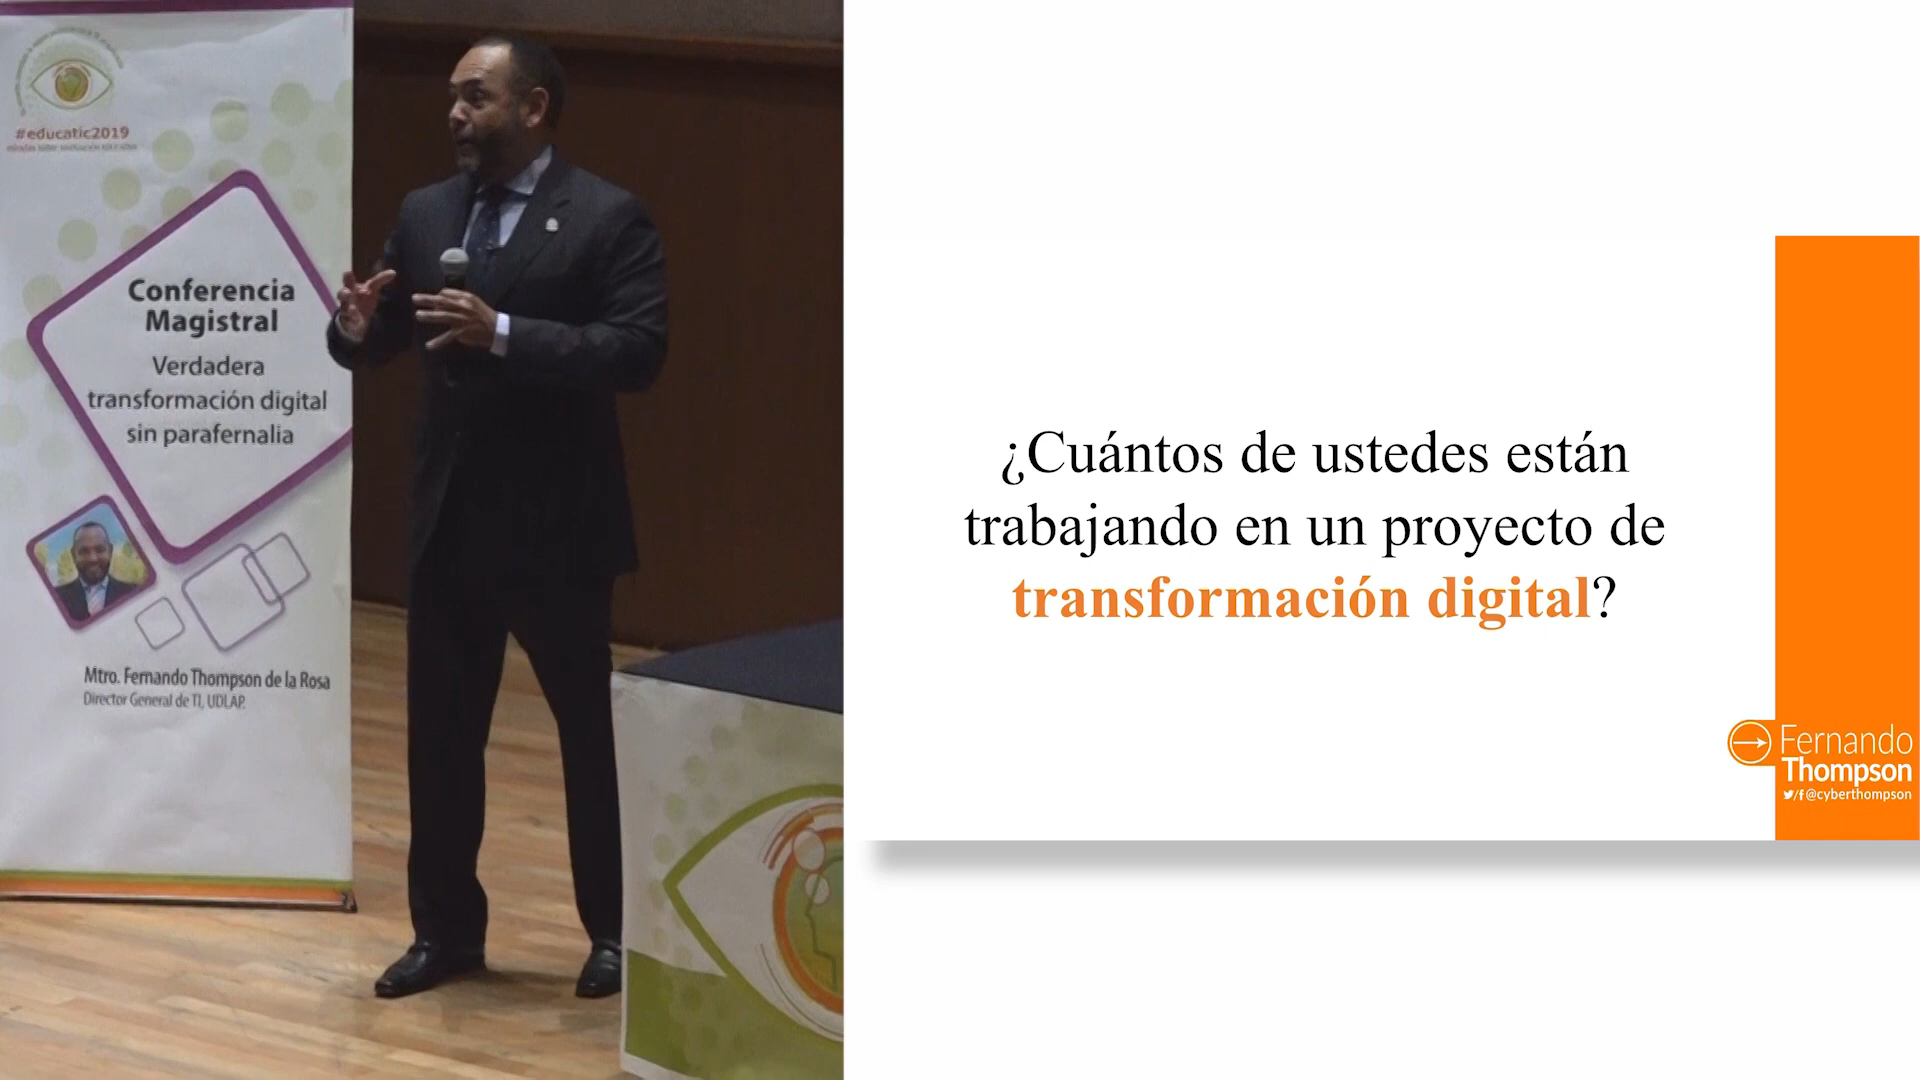 #educatic2019
Conferencia
Magistral
Verdadera
transformación digital
sin parafernalia
Mtro. Fernando Thompson de la Rosa
Director General de TI, UDLAP.
¿Cuántos de ustedes están
trabajando en un proyecto de
transformación digital?
Fernando
Thompson
/f @cyberthompson